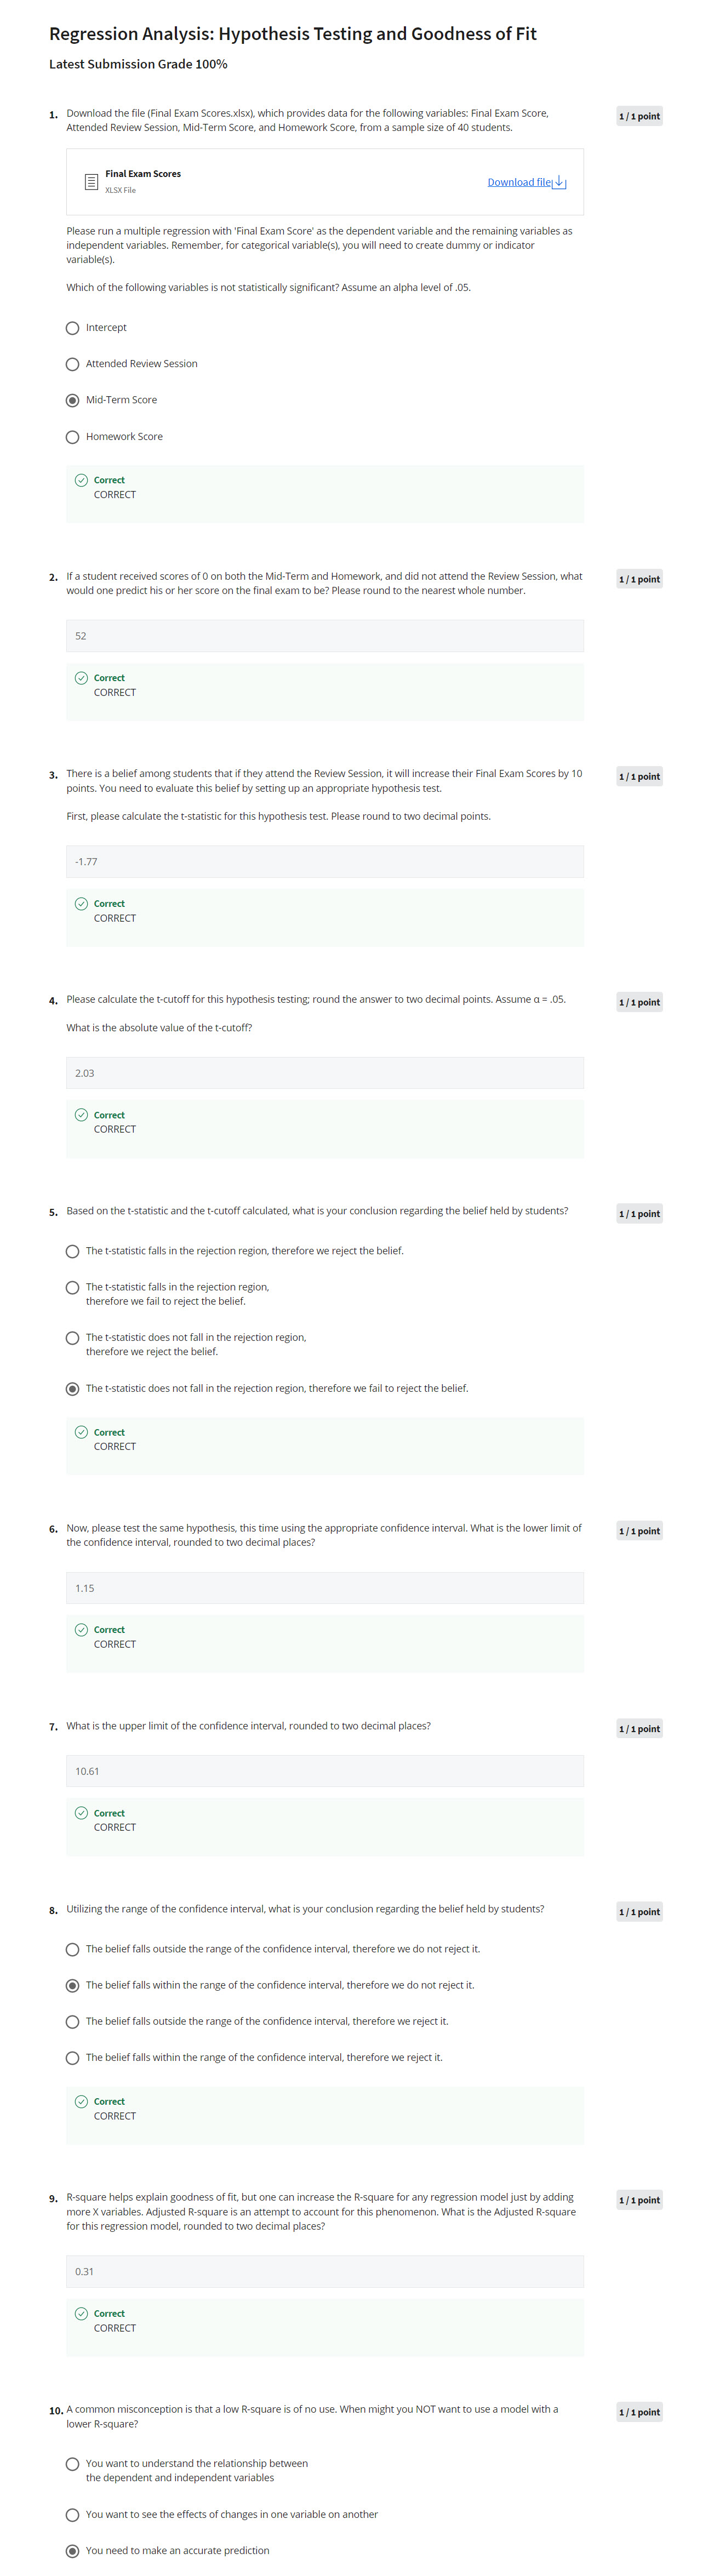 Regression Analysis: Hypothesis Testing and Goodness of Fit
Latest Submission Grade 100%
1. Download the file (Final Exam Scores.xlsx), which provides data for the following variables: Final Exam Score,
Attended Review Session, Mid-Term Score, and Homework Score, from a sample size of 40 students.
1 / 1 point
Final Exam Scores
XLSX File
Download file
Please run a multiple regression with 'Final Exam Score' as the dependent variable and the remaining variables as
independent variables. Remember, for categorical variable(s), you will need to create dummy or indicator
variable(s).
Which of the following variables is not statistically significant? Assume an alpha level of .05.
Intercept
Attended Review Session
Mid-Term Score
Homework Score
Correct
CORRECT
2. If a student received scores of 0 on both the Mid-Term and Homework, and did not attend the Review Session, what
would one predict his or her score on the final exam to be? Please round to the nearest whole number.
1 / 1 point
52
Correct
CORRECT
3. There is a belief among students that if they attend the Review Session, it will increase their Final Exam Scores by 10
points. You need to evaluate this belief by setting up an appropriate hypothesis test.
1 / 1 point
First, please calculate the t-statistic for this hypothesis test. Please round to two decimal points.
-1.77
Correct
CORRECT
4. Please calculate the t-cutoff for this hypothesis testing; round the answer to two decimal points. Assume α = .05.
1 / 1 point
What is the absolute value of the t-cutoff?
2.03
Correct
CORRECT
5. Based on the t-statistic and the t-cutoff calculated, what is your conclusion regarding the belief held by students?
1 / 1 point
The t-statistic falls in the rejection region, therefore we reject the belief.
The t-statistic falls in the rejection region,
therefore we fail to reject the belief.
The t-statistic does not fall in the rejection region,
therefore we reject the belief.
The t-statistic does not fall in the rejection region, therefore we fail to reject the belief.
Correct
CORRECT
6. Now, please test the same hypothesis, this time using the appropriate confidence interval. What is the lower limit of
the confidence interval, rounded to two decimal places?
1 / 1 point
1.15
Correct
CORRECT
7. What is the upper limit of the confidence interval, rounded to two decimal places?
1 / 1 point
10.61
Correct
CORRECT
8. Utilizing the range of the confidence interval, what is your conclusion regarding the belief held by students?
1 / 1 point
The belief falls outside the range of the confidence interval, therefore we do not reject it.
The belief falls within the range of the confidence interval, therefore we do not reject it.
The belief falls outside the range of the confidence interval, therefore we reject it.
The belief falls within the range of the confidence interval, therefore we reject it.
Correct
CORRECT
9. R-square helps explain goodness of fit, but one can increase the R-square for any regression model just by adding
more X variables. Adjusted R-square is an attempt to account for this phenomenon. What is the Adjusted R-square
for this regression model, rounded to two decimal places?
1 / 1 point
0.31
Correct
CORRECT
10. A common misconception is that a low R-square is of no use. When might you NOT want to use a model with a
lower R-square?
1 / 1 point
You want to understand the relationship between
the dependent and independent variables
You want to see the effects of changes in one variable on another
You need to make an accurate prediction